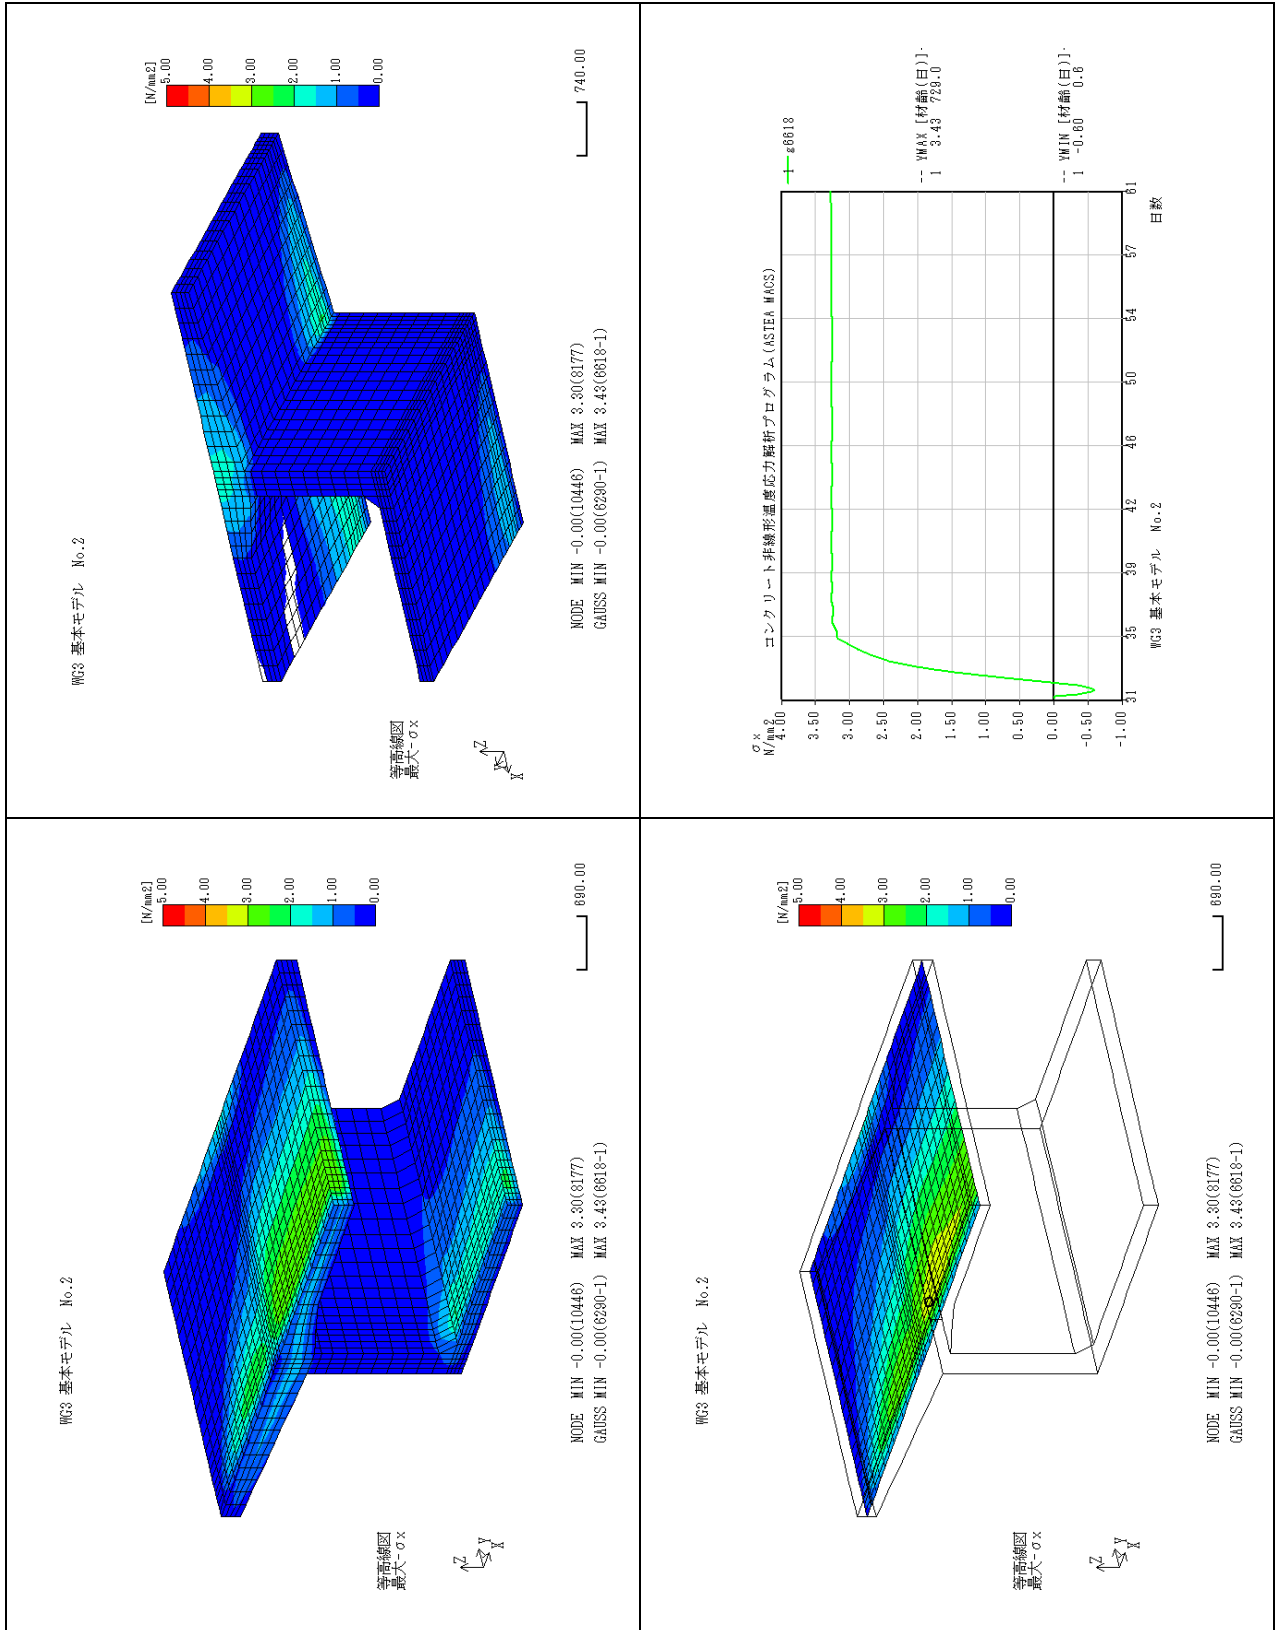 WG3 基本モデル No.2
[N/mm2]
5.00
4.00
3.00
2.00
1.00
0.00
740.00
NODE MIN -0.00(10446) MAX 3.30(8177)
GAUSS MIN -0.00(6290-1) MAX 3.43(6618-1)
等高線図
最大-σx
Z
Y
X
コンクリート非線形温度応力解析プログラム(ASTEA MACS)
σx
N/mm2
4.00
3.50
3.00
2.50
2.00
1.50
1.00
0.50
0.00
-0.50
-1.00
31
35
39
42
46
50
54
57
61
日数
1 g6618
-- YMAX [材齢(日)]-
1 3.43 729.0
-- YMIN [材齢(日)]-
1 -0.60 0.6
WG3 基本モデル No.2
WG3 基本モデル No.2
[N/mm2]
5.00
4.00
3.00
2.00
1.00
0.00
690.00
NODE MIN -0.00(10446) MAX 3.30(8177)
GAUSS MIN -0.00(6290-1) MAX 3.43(6618-1)
等高線図
最大-σx
Z
Y
X
WG3 基本モデル No.2
[N/mm2]
5.00
4.00
3.00
2.00
1.00
0.00
690.00
NODE MIN -0.00(10446) MAX 3.30(8177)
GAUSS MIN -0.00(6290-1) MAX 3.43(6618-1)
等高線図
最大-σx
Z
Y
X